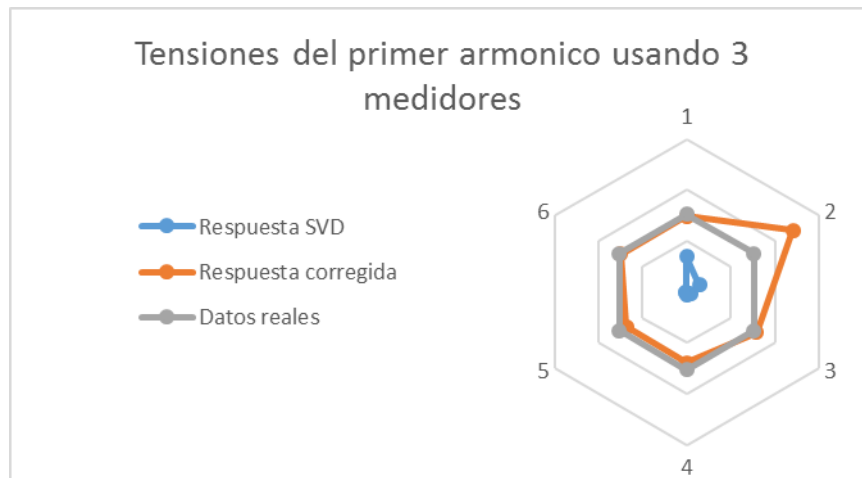 Tensiones del primer armonico usando 3
medidores
1
2
3
4
5
6
Respuesta SVD
Respuesta corregida
Datos reales